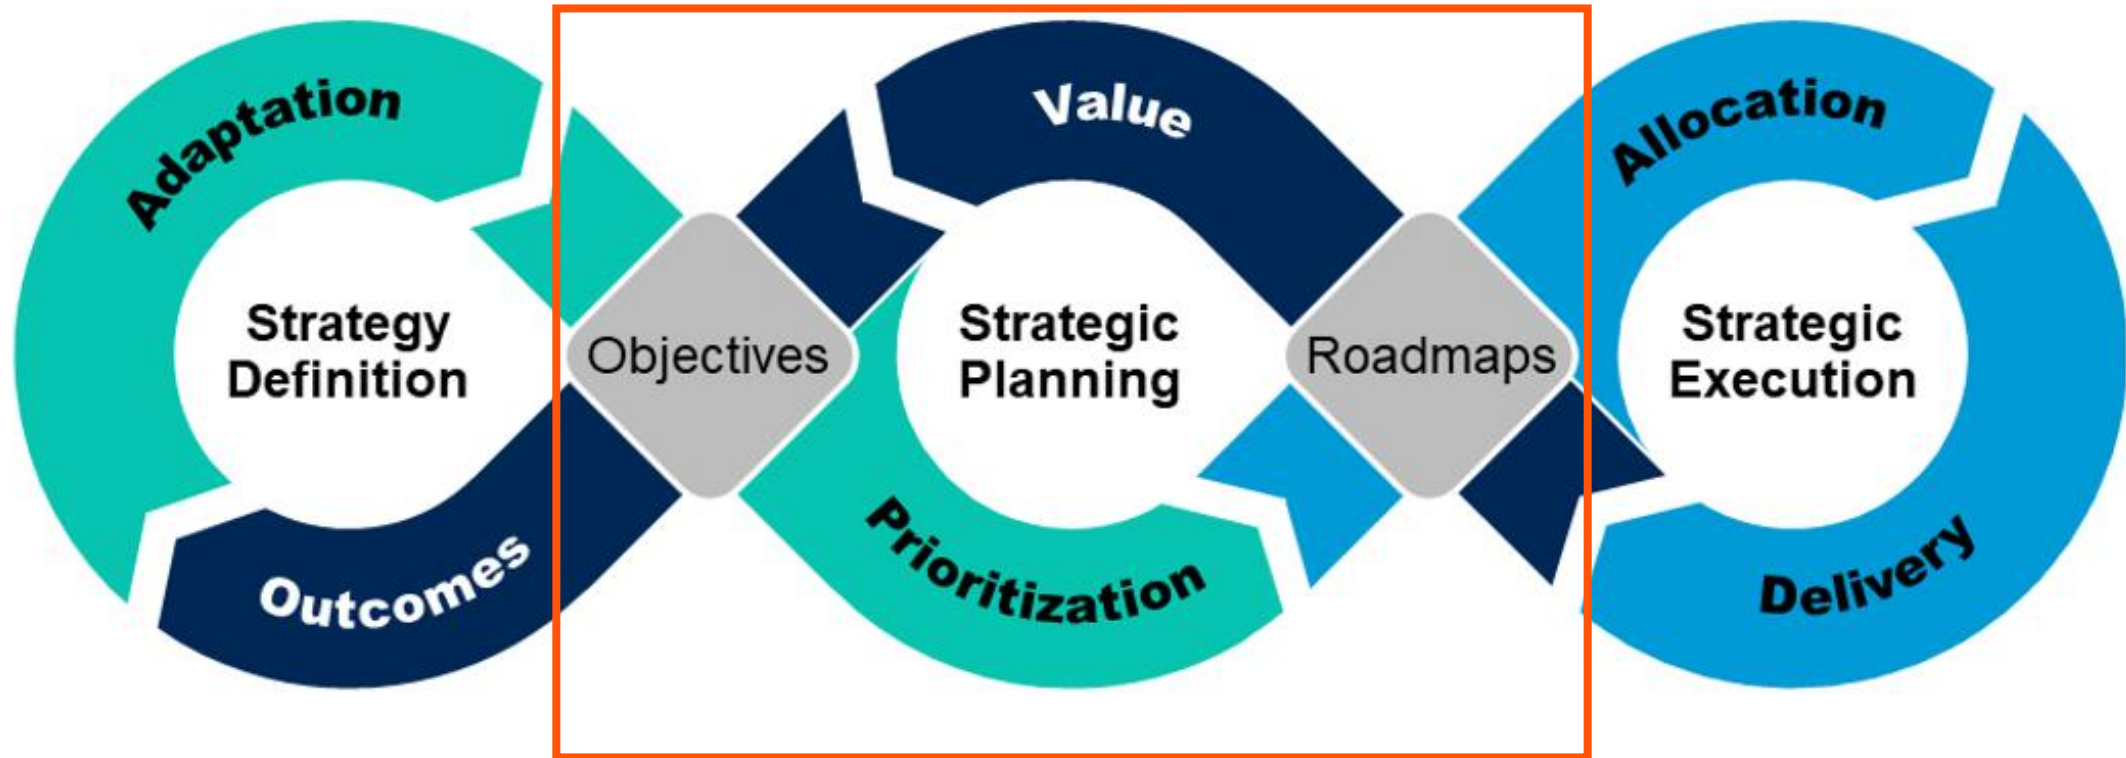 Adaptation
Strategy
Definition
Outcomes
Objectives
Value
Strategic
Planning
Prioritization
Roadmaps
Allocation
Strategic
Execution
Delivery